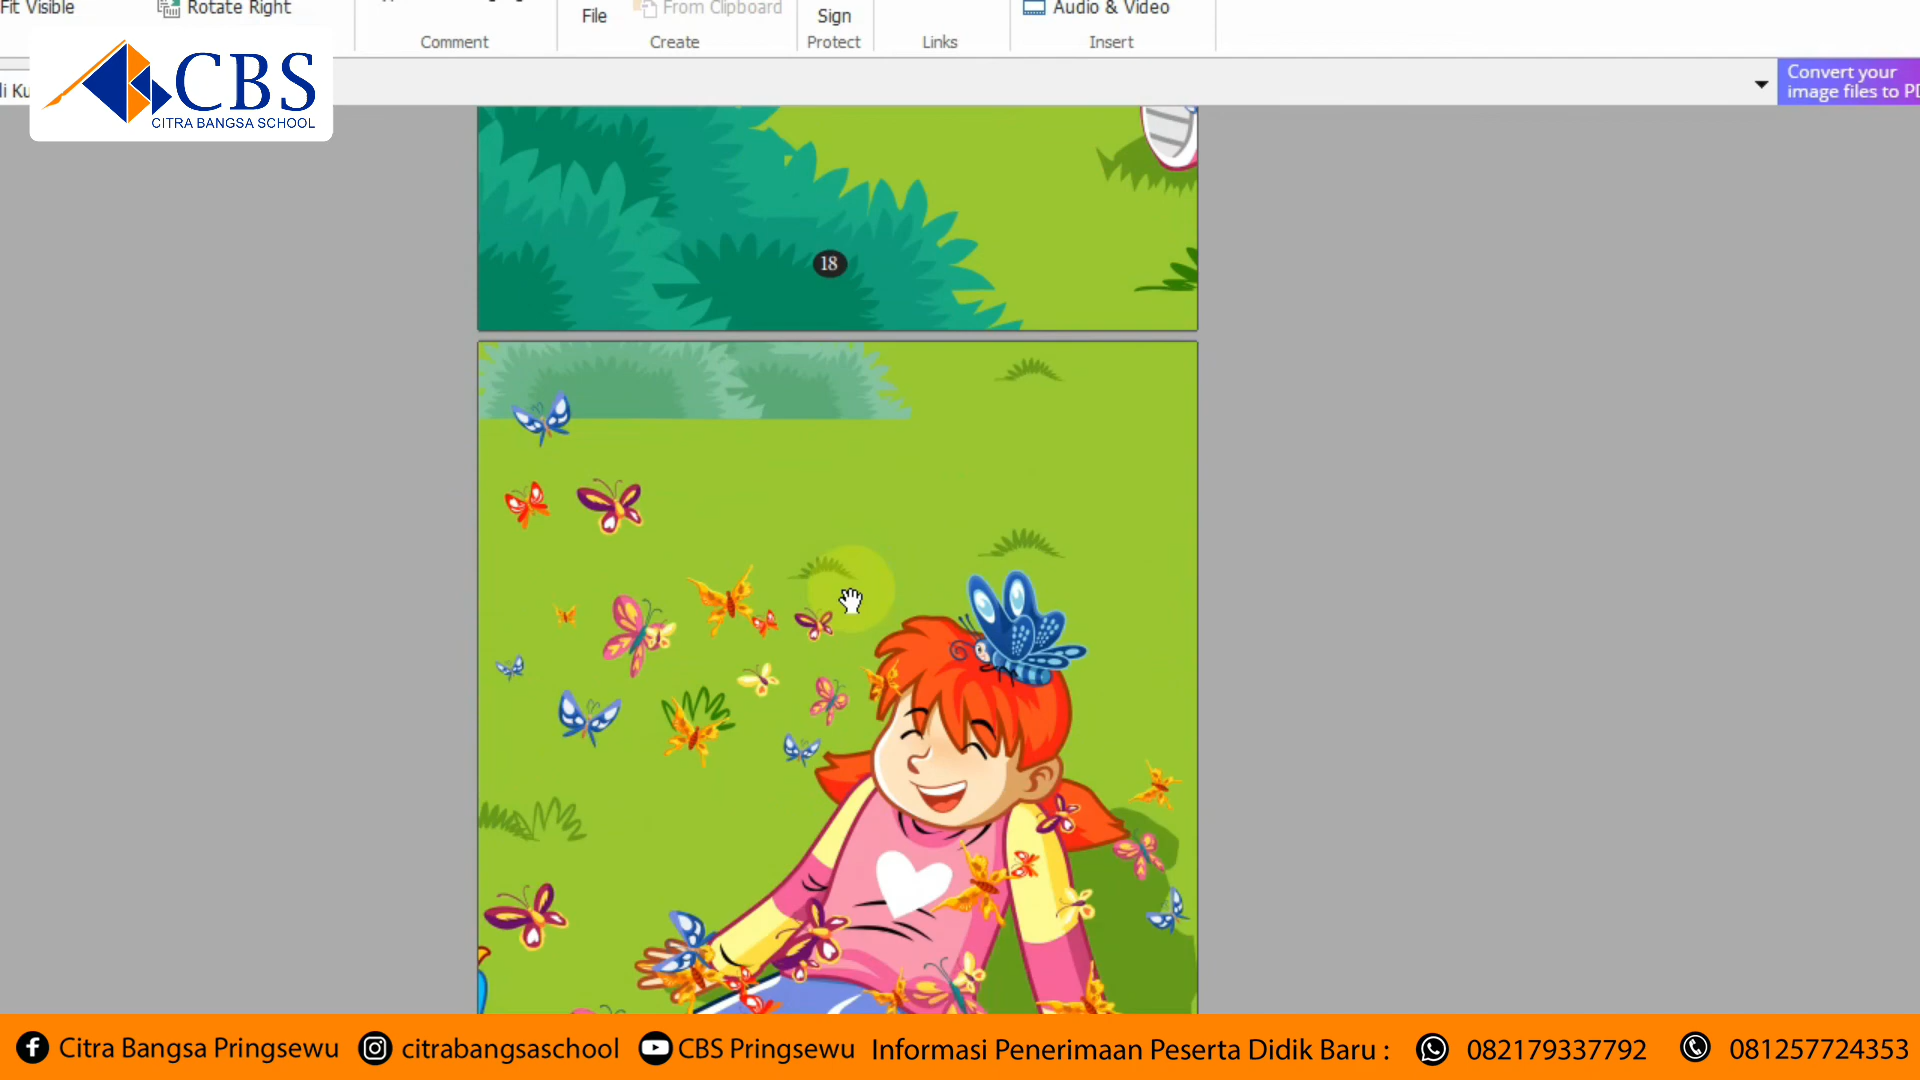 Fit Visible
Rotate Right
File
From Clipboard
Sign
Audio & Video
Comment
Create
Protect
Links
Insert
li Ku
CBS
CITRA BANGSA SCHOOL
Convert your
image files to PD
18
Citra Bangsa Pringsewu
citrabangsaschool
CBS Pringsewu
Informasi Penerimaan Peserta Didik Baru :
082179337792
081257724353